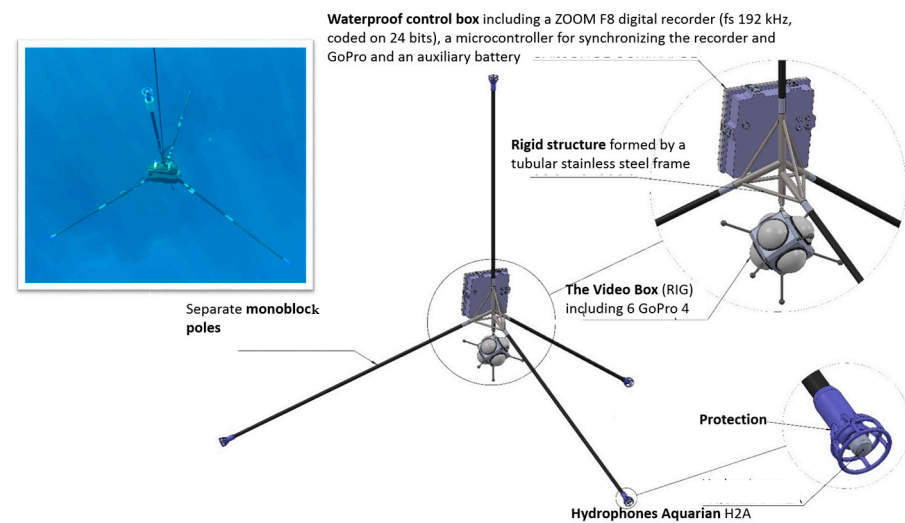 Waterproof control box including a ZOOM F8 digital recorder (fs 192 kHz,
coded on 24 bits), a microcontroller for synchronizing the recorder and
GoPro and an auxiliary battery
Rigid structure formed by a
tubular stainless steel frame
The Video Box (RIG)
including 6 GoPro 4
Separate monoblock
poles
Protection
Hydrophones Aquarian H2A